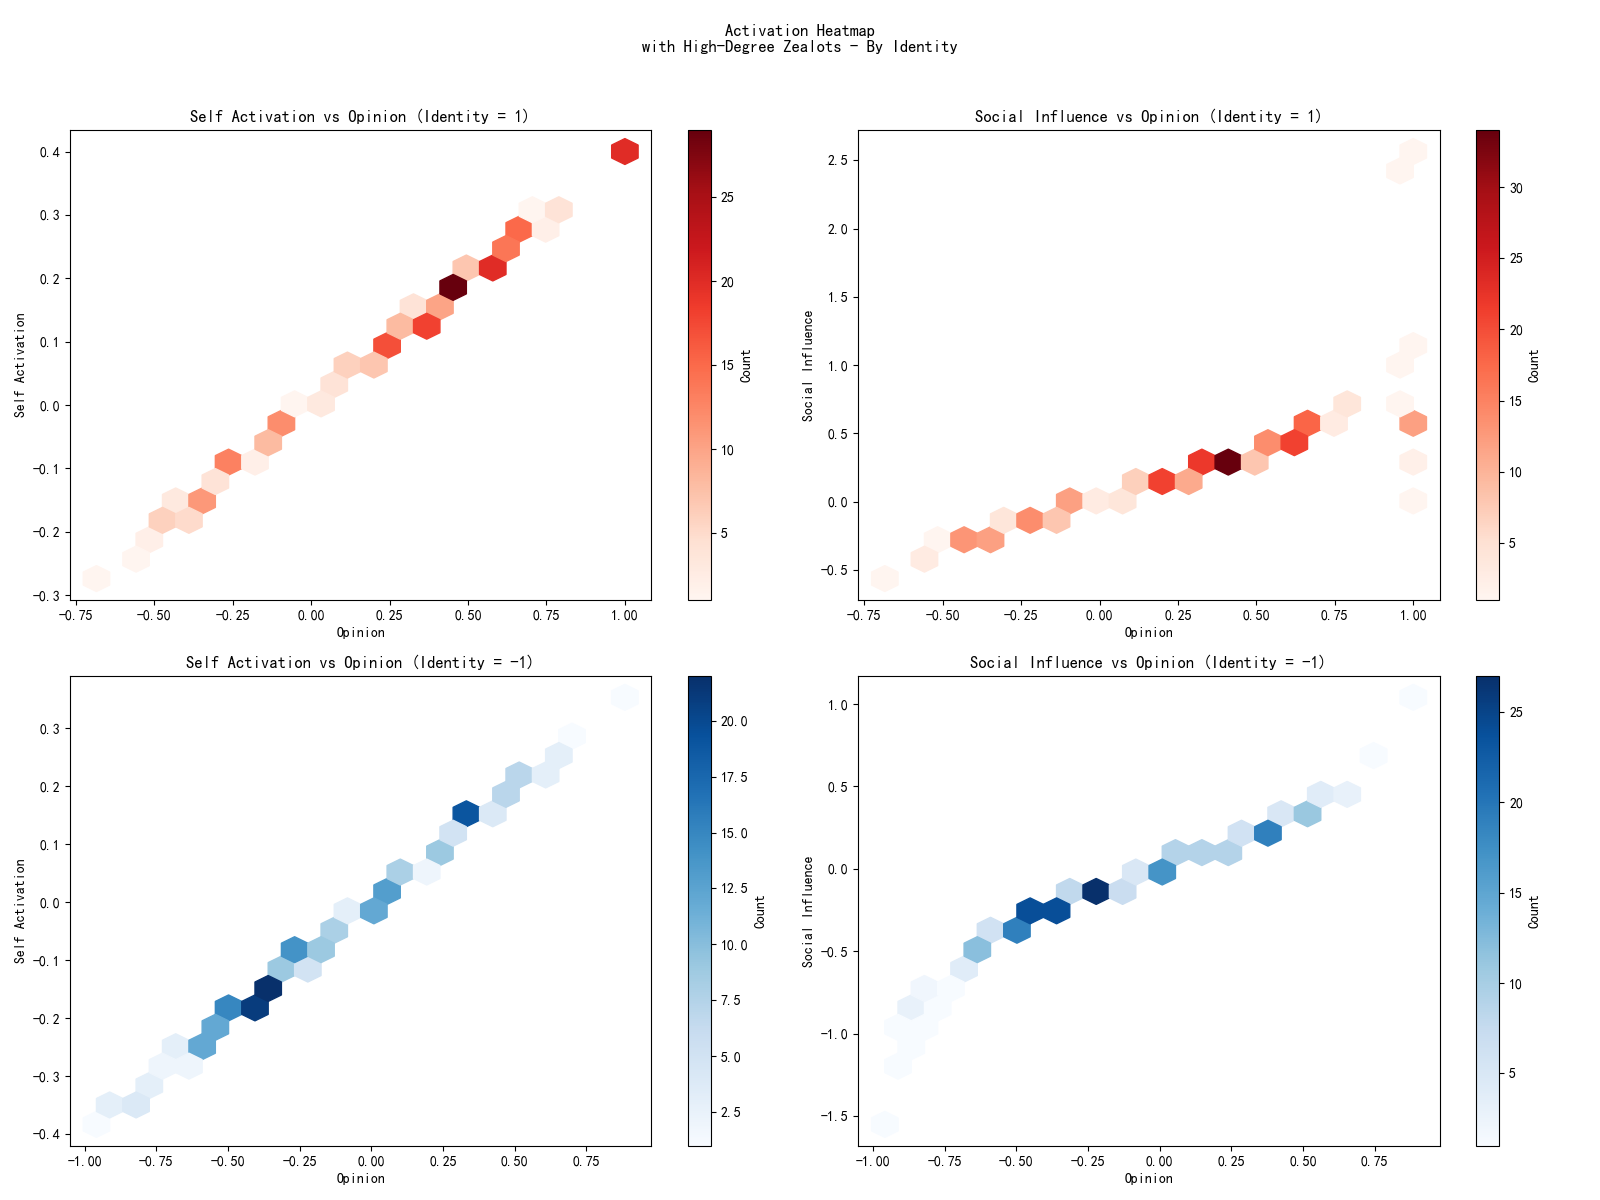 Activation Heatmap
with High-Degree Zealots - By Identity
Self Activation vs Opinion (Identity = 1)
0.4
0.3
0.2
0.1
0.0
-0.1
-0.2
-0.3
Self Activation
-0.75 -0.50 -0.25 0.00 0.25 0.50 0.75 1.00
Opinion
25
20
15
10
5
Count
Social Influence vs Opinion (Identity = 1)
2.5
2.0
1.5
1.0
0.5
0.0
-0.5
Social Influence
-0.75 -0.50 -0.25 0.00 0.25 0.50 0.75 1.00
Opinion
30
25
20
15
10
5
Count
Self Activation vs Opinion (Identity = -1)
0.3
0.2
0.1
0.0
-0.1
-0.2
-0.3
-0.4
Self Activation
-1.00 -0.75 -0.50 -0.25 0.00 0.25 0.50 0.75
Opinion
20.0
17.5
15.0
12.5
10.0
7.5
5.0
2.5
Count
Social Influence vs Opinion (Identity = -1)
1.0
0.5
0.0
-0.5
-1.0
-1.5
Social Influence
-1.00 -0.75 -0.50 -0.25 0.00 0.25 0.50 0.75
Opinion
25
20
15
10
5
Count